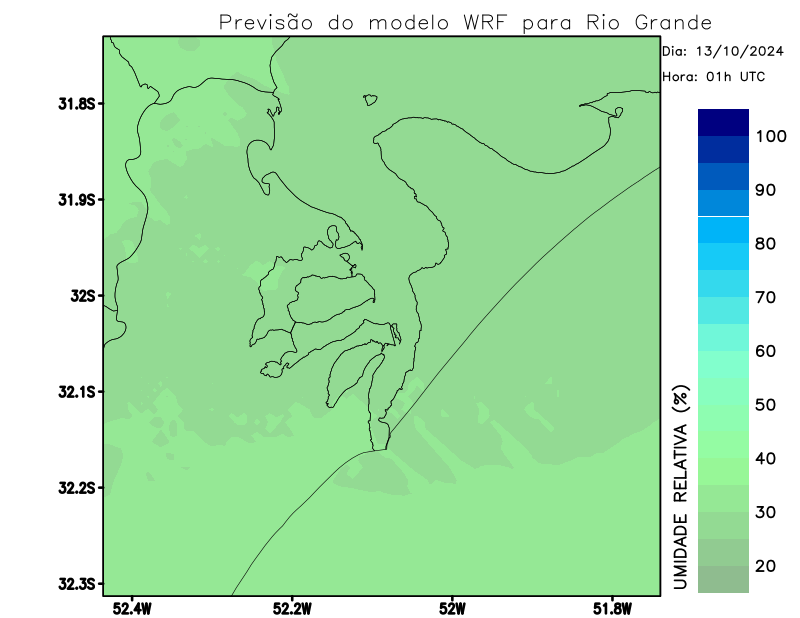 Previsão do modelo WRF para Rio Grande
Dia: 13/10/2024
Hora: 01h UTC
31.8S
31.9S
32S
32.1S
32.2S
32.3S
52.4W 52.2W 52W 51.8W
100
90
80
70
60
50
40
30
20
UMIDADE RELATIVA (%)